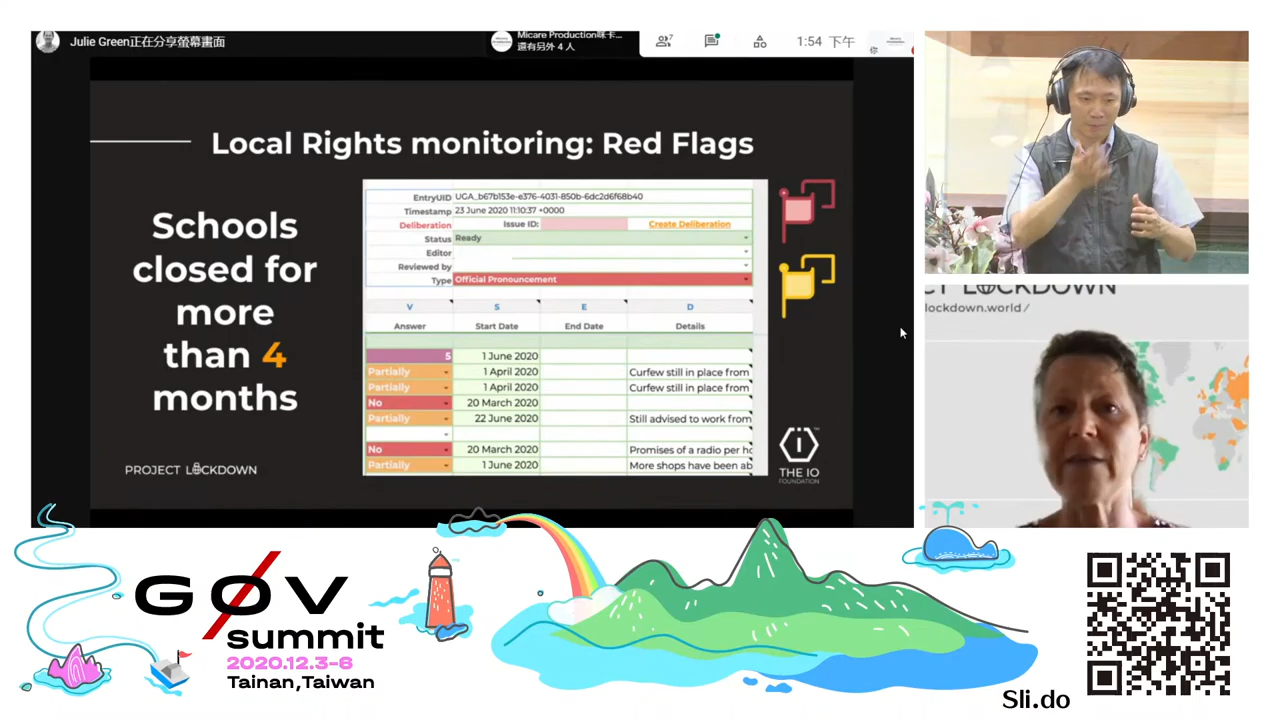 Julie Green正在分享螢幕畫面
Micare Production咪卡...
還有另外 4 人
7
1:54 下午
你
Local Rights monitoring: Red Flags
Schools
closed for
more
than 4
months
EntryUID UGA_b67b153e-e376-4031-850b-6dc2d6f68b40
Timestamp 23 June 2020 11:10:37 +0000
Deliberation Issue ID: Create Deliberation
Status Ready
Editor
Reviewed by
Type Official Pronouncement
V S E D
Answer Start Date End Date Details
5 1 June 2020
Partially 1 April 2020 Curfew still in place from
Partially 1 April 2020 Curfew still in place from
No 20 March 2020
Partially 22 June 2020 Still advised to work from
No 20 March 2020 Promises of a radio per ho
Partially 1 June 2020 More shops have been ab
PROJECT LOCKDOWN
THE IO
FOUNDATION
CT LOCKDOWN
lockdown.world/
G0V
summit
2020.12.3-6
Tainan,Taiwan
Sli.do